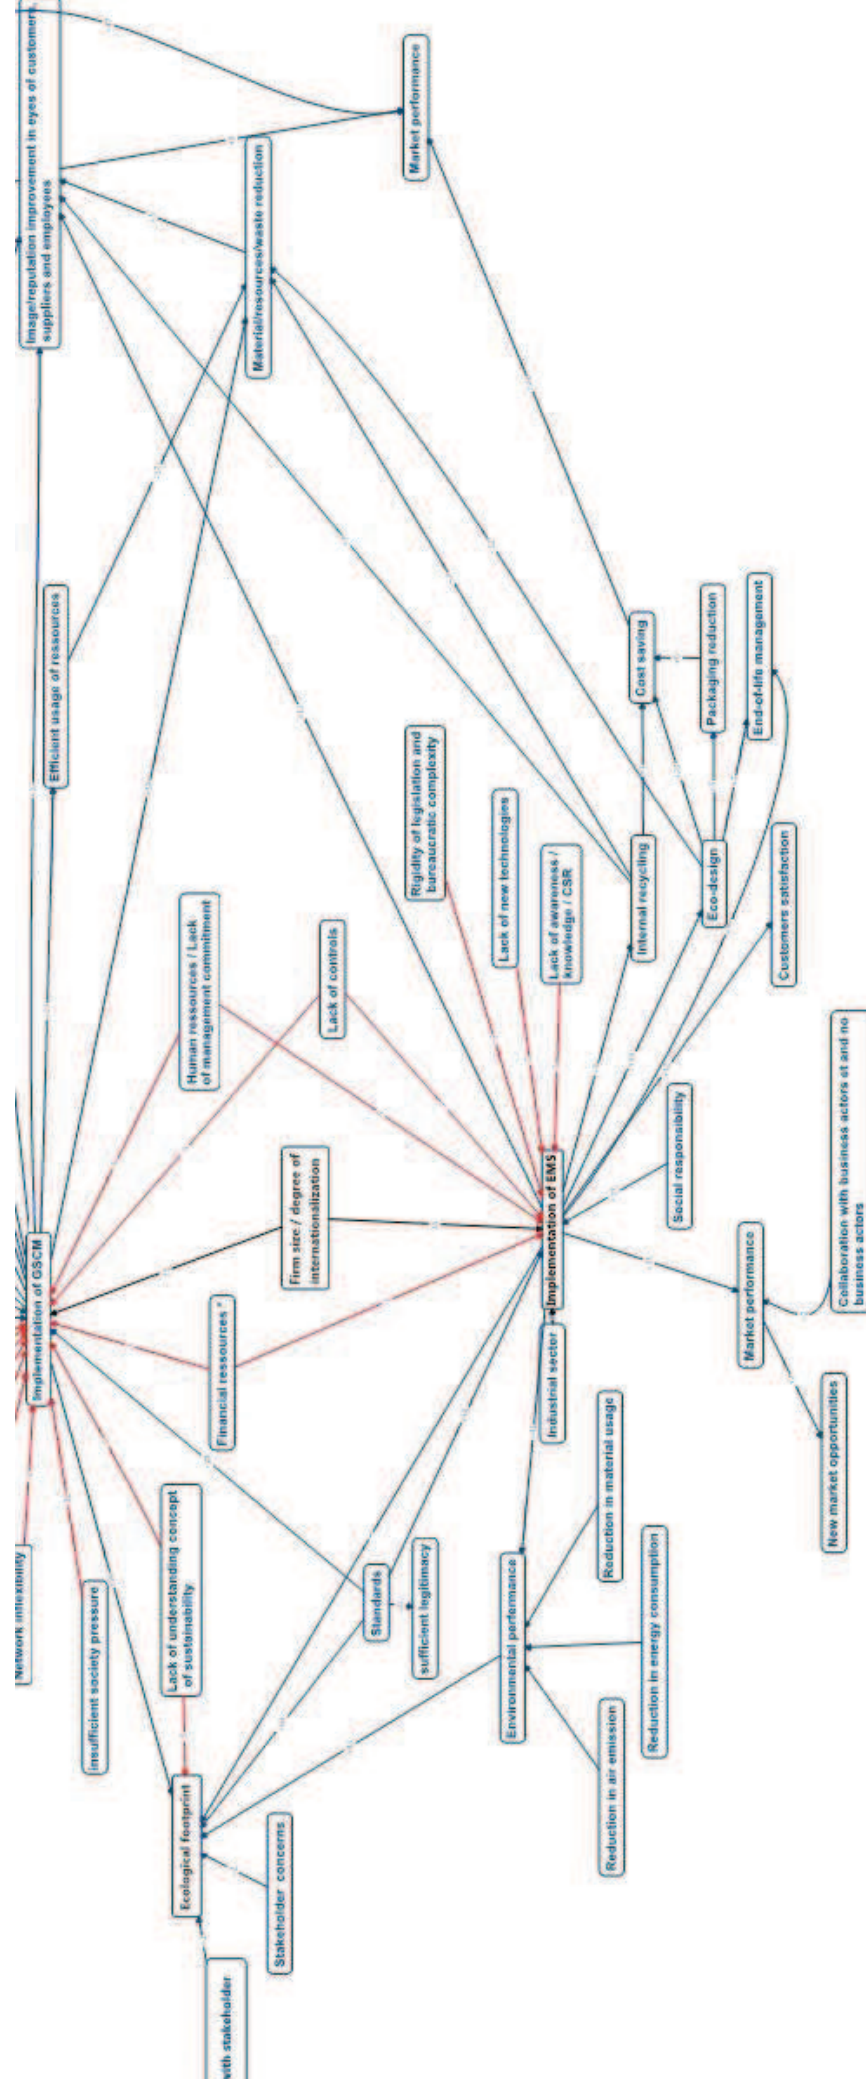 Image/reputation improvement in eyes of customers,
suppliers and employees
Market performance
Material/resources/waste reduction
Efficient usage of ressources
Cost saving
Packaging reduction
End-of-life management
Rigidity of legislation and
bureaucratic complexity
Lack of new technologies
Lack of awareness /
knowledge / CSR
Internal recycling
Eco-design
Customers satisfaction
Human ressources / Lack
of management commitment
Lack of controls
Firm size / degree of
internationalization
Implementation of GSCM
Implementation of EMS
Social responsibility
Collaboration with business actors et and no
business actors
Market performance
New market opportunities
Financial ressources *
Industrial sector
Network inflexibility
insufficient society pressure
Lack of understanding concept
of sustainability
Standards
sufficient legitimacy
Environmental performance
Reduction in material usage
Reduction in energy consumption
Reduction in air emission
Ecological footprint
Stakeholder concerns
with stakeholder